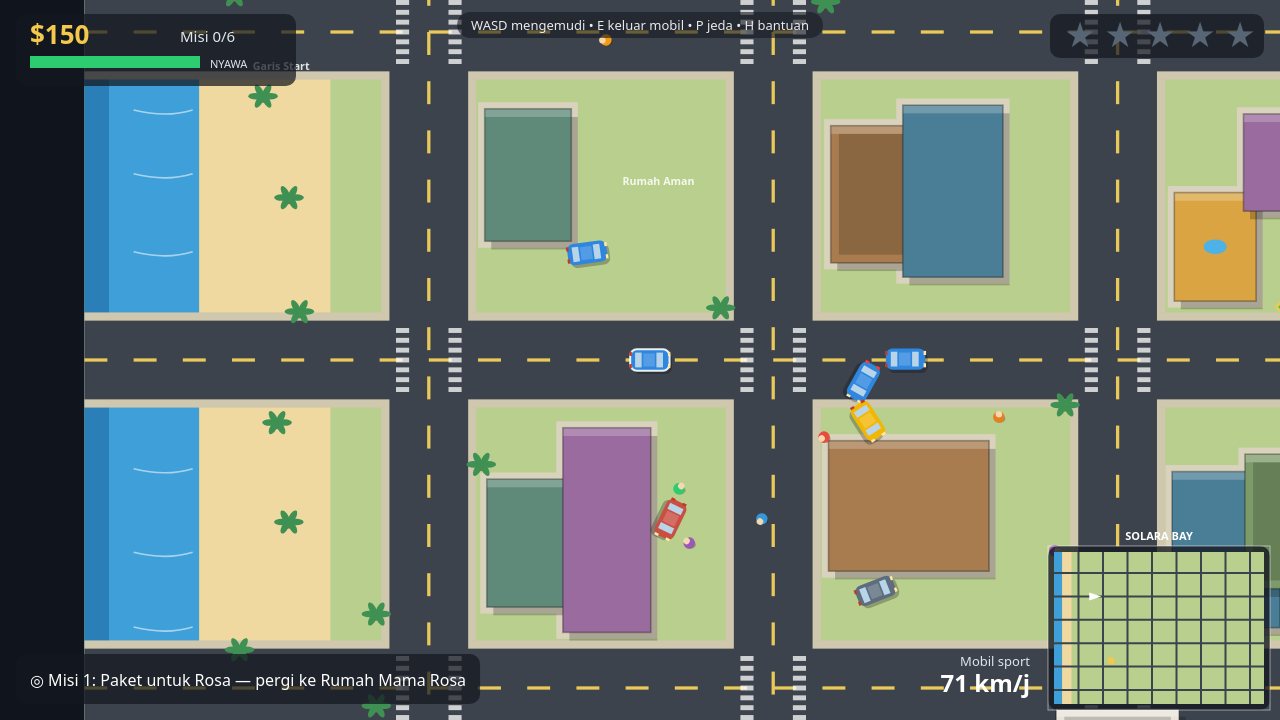 $150
Misi 0/6
NYAWA
Garis Start
WASD mengemudi • E keluar mobil • P jeda • H bantuan
Rumah Aman
SOLARA BAY
Mobil sport
71 km/j
◎ Misi 1: Paket untuk Rosa — pergi ke Rumah Mama Rosa